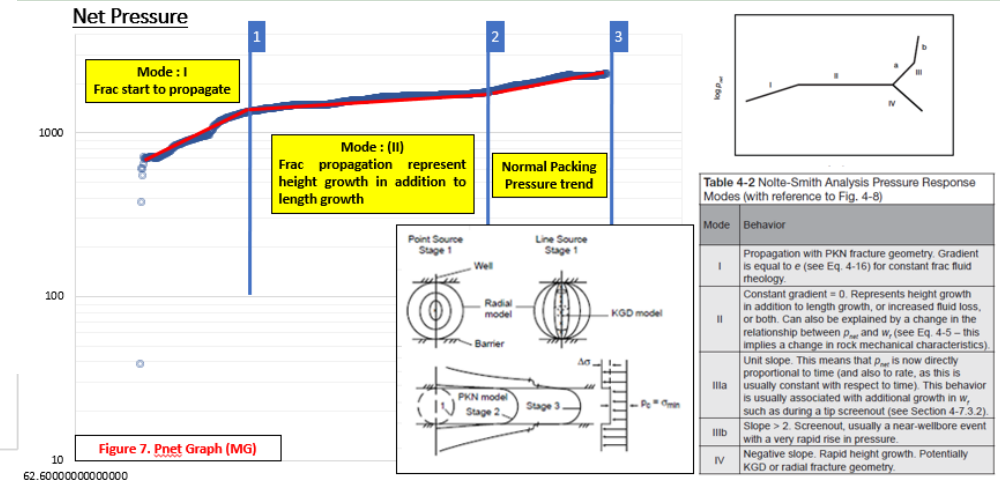 Net Pressure
1
2
3
Mode : I
Frac start to propagate
1000
Mode : (II)
Frac propagation represent
height growth in addition to
length growth
Normal Packing
Pressure trend
100
10
62.60000000000000
Figure 7. Pnet Graph (MG)
Point Source
Stage 1
Line Source
Stage 1
Well
Radial
model
KGD model
Barrier
Δσ
PKN model
1
Stage 2
Stage 3
Pc = σmin
log pnet
I
II
a
b
III
IV
Table 4-2 Nolte-Smith Analysis Pressure Response
Modes (with reference to Fig. 4-8)
Mode Behavior
I
Propagation with PKN fracture geometry. Gradient
is equal to e (see Eq. 4-16) for constant frac fluid
rheology.
II
Constant gradient = 0. Represents height growth
in addition to length growth, or increased fluid loss,
or both. Can also be explained by a change in the
relationship between pnet and wf (see Eq. 4-5 – this
implies a change in rock mechanical characteristics).
IIIa
Unit slope. This means that pnet is now directly
proportional to time (and also to rate, as this is
usually constant with respect to time). This behavior
is usually associated with additional growth in wf
such as during a tip screenout (see Section 4-7.3.2).
IIIb
Slope > 2. Screenout, usually a near-wellbore event
with a very rapid rise in pressure.
IV
Negative slope. Rapid height growth. Potentially
KGD or radial fracture geometry.